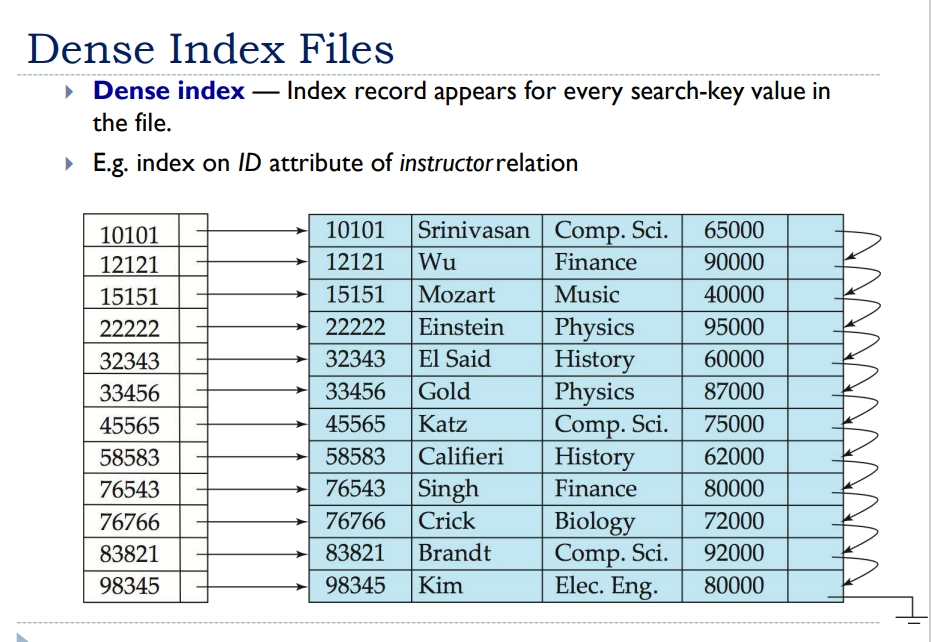 Dense Index Files
Dense index — Index record appears for every search-key value in
the file.
E.g. index on ID attribute of instructor relation
10101 10101 Srinivasan Comp. Sci. 65000
12121 12121 Wu Finance 90000
15151 15151 Mozart Music 40000
22222 22222 Einstein Physics 95000
32343 32343 El Said History 60000
33456 33456 Gold Physics 87000
45565 45565 Katz Comp. Sci. 75000
58583 58583 Califieri History 62000
76543 76543 Singh Finance 80000
76766 76766 Crick Biology 72000
83821 83821 Brandt Comp. Sci. 92000
98345 98345 Kim Elec. Eng. 80000